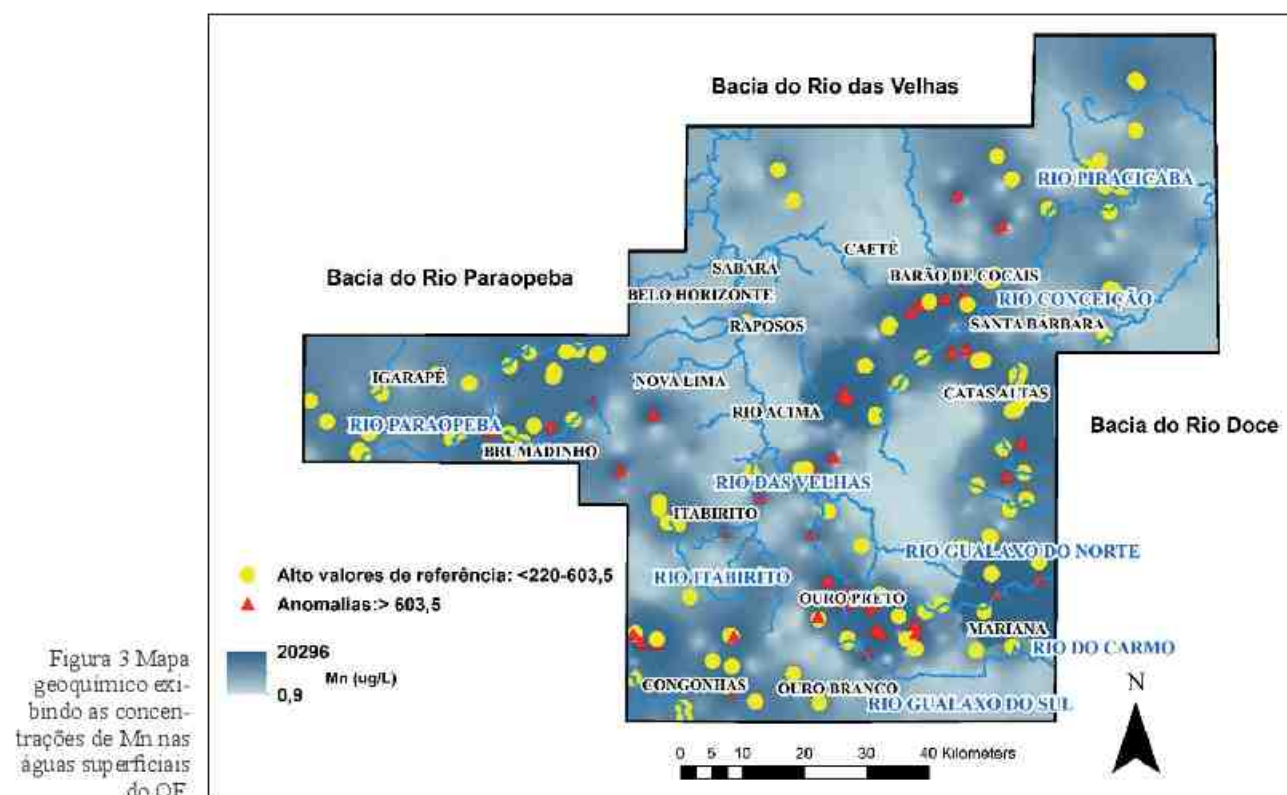 Bacia do Rio das Velhas
RIO PIRACICABA
CAETÉ
SABARÁ
BARÃO DE COCAIS
Bacia do Rio Paraopeba
BELO HORIZONTE
RIO CONCEIÇÃO
RAPOSOS
SANTA BÁRBARA
IGARAPÉ
NOVA LIMA
CATAS ALTAS
RIO ACIMA
RIO PARAOPEBA
Bacia do Rio Doce
BRUMADINHO
RIO DAS VELHAS
ITABIRITO
RIO GUALAXO DO NORTE
RIO ITABIRITO
Alto valores de referência: <220-603,5
OURO PRETO
Anomalias:> 603,5
MARIANA
RIO DO CARMO
20296
Mn (ug/L)
0,9
CONGONHAS
OURO BRANCO
RIO GUALAXO DO SUL
N
0 5 10 20 30 40 Kilometers
Figura 3 Mapa
geoquímico exi-
bindo as concen-
trações de Mn nas
águas superficiais
do QF.